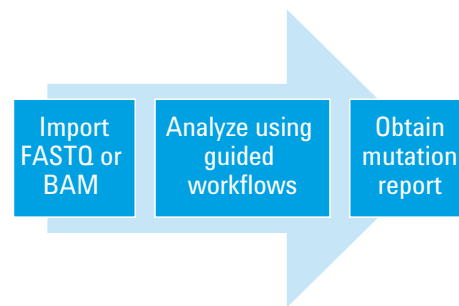 Import
FASTQ or
BAM
Analyze using
guided
workflows
Obtain
mutation
report